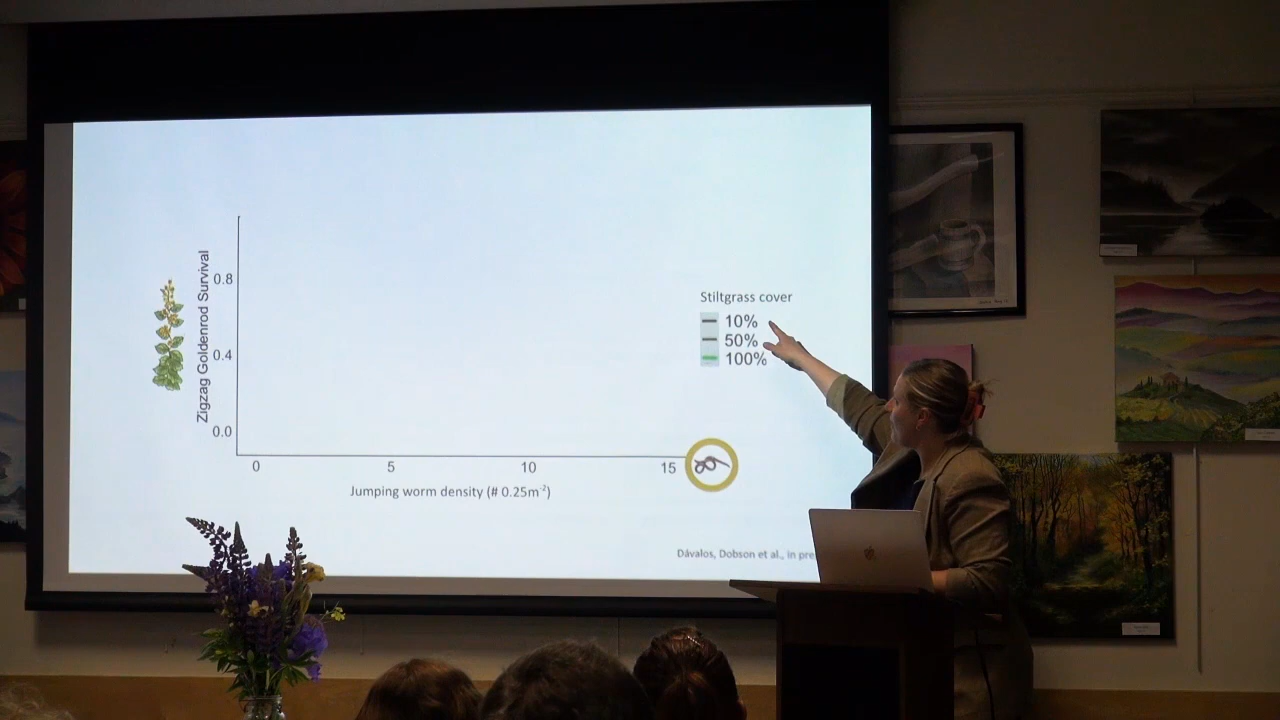 Stiltgrass cover
10%
50%
100%
Zigzag Goldenrod Survival
0.8
0.4
0.0
0 5 10 15
Jumping worm density (# 0.25m⁻²)
Dávalos, Dobson et al., in